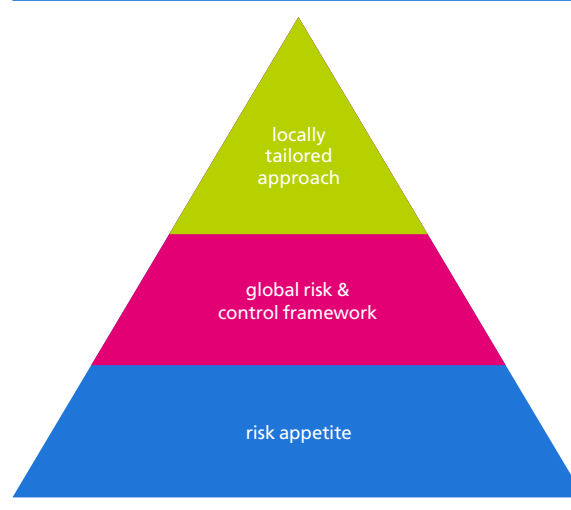 locally
tailored
approach
global risk &
control framework
risk appetite